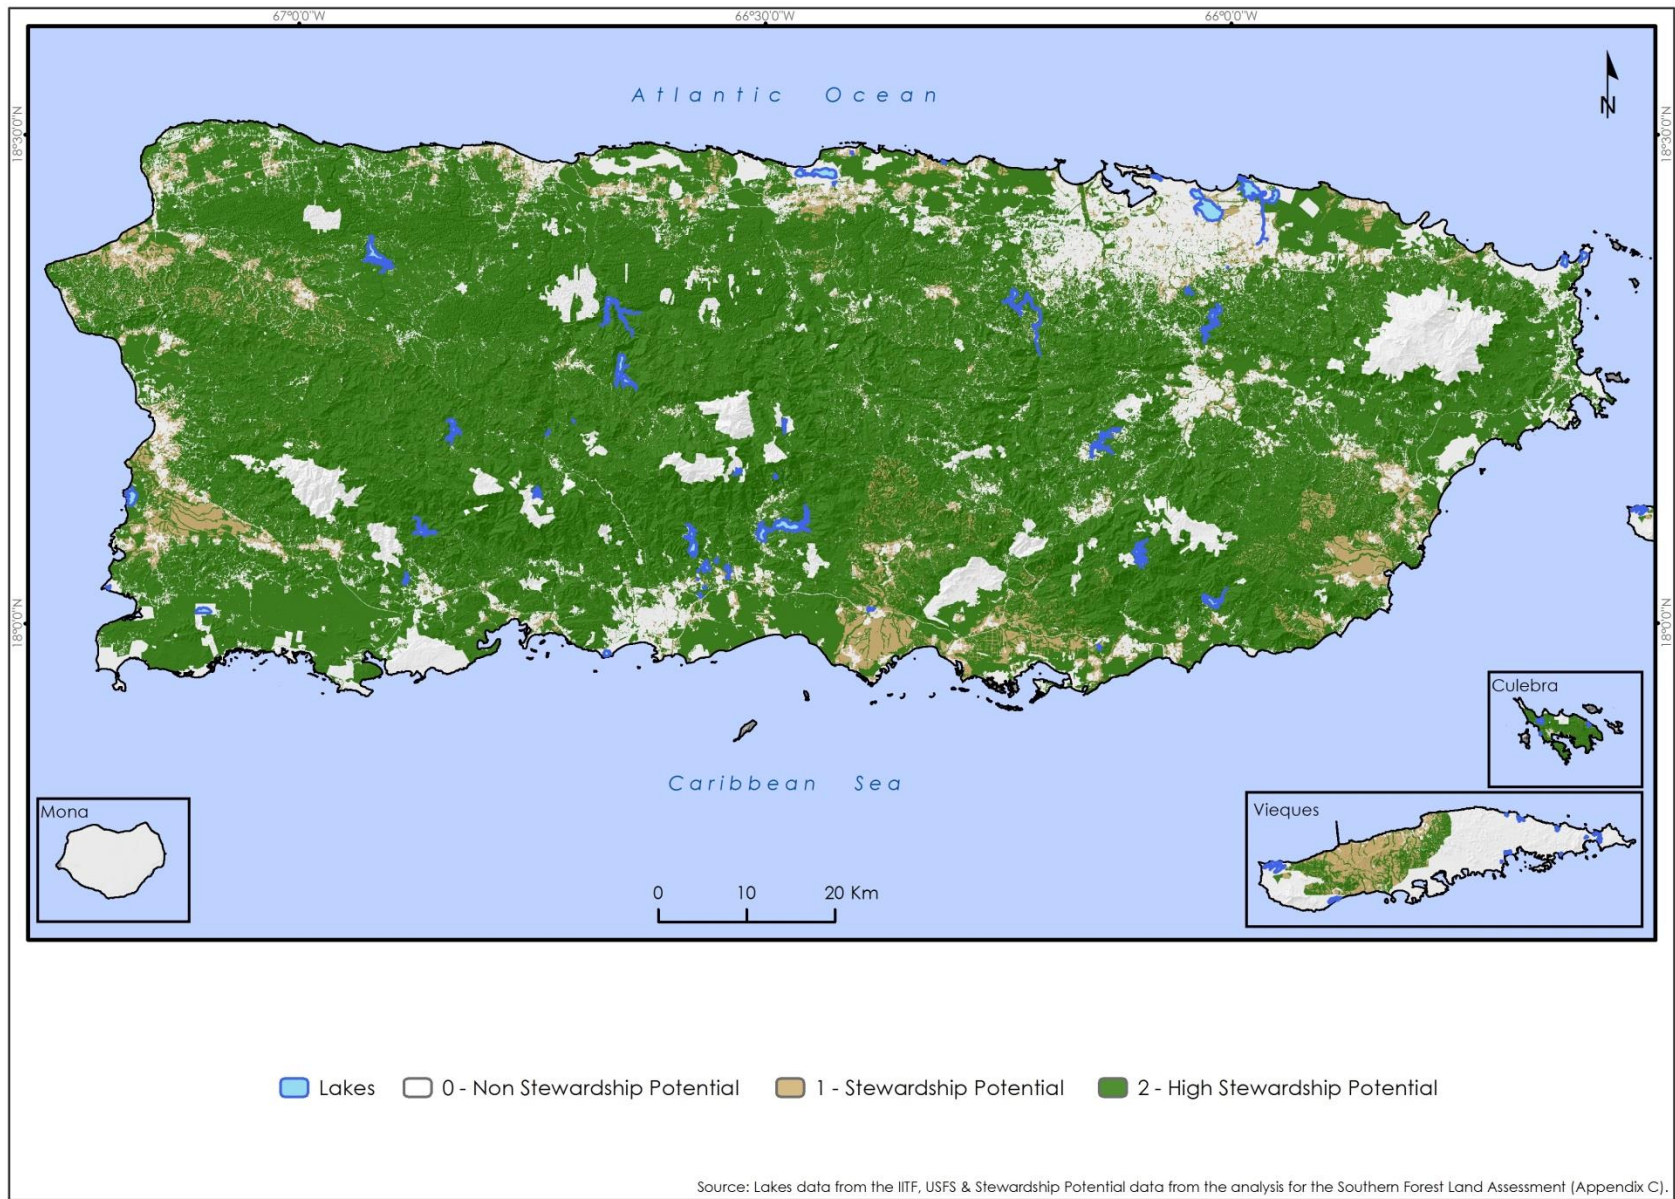 67°0'0"W 66°30'0"W 66°0'0"W
Atlantic Ocean
N
18°30'0"N 18°30'0"N
18°0'0"N 18°0'0"N
Culebra
Caribbean Sea
Mona
Vieques
0 10 20 Km
Lakes 0 - Non Stewardship Potential 1 - Stewardship Potential 2 - High Stewardship Potential
Source: Lakes data from the IITF, USFS & Stewardship Potential data from the analysis for the Southern Forest Land Assessment (Appendix C)